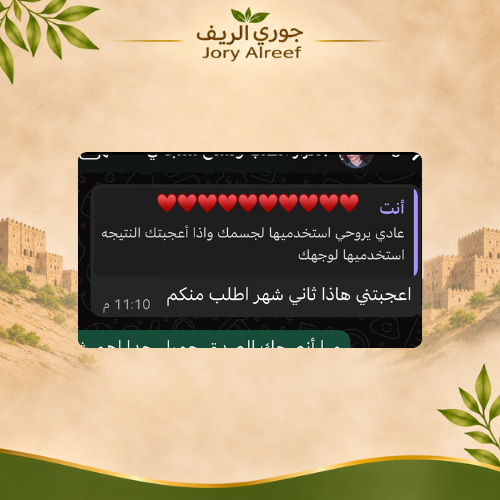 جوري الريف
Jory Alreef
أنت
❤️❤️❤️❤️❤️❤️❤️❤️❤️❤️
عادي يروحي استخدميها لجسمك واذا أعجبتك النتيجه
استخدميها لوجهك
اعجبتني هاذا ثاني شهر اطلب منكم
11:10 م